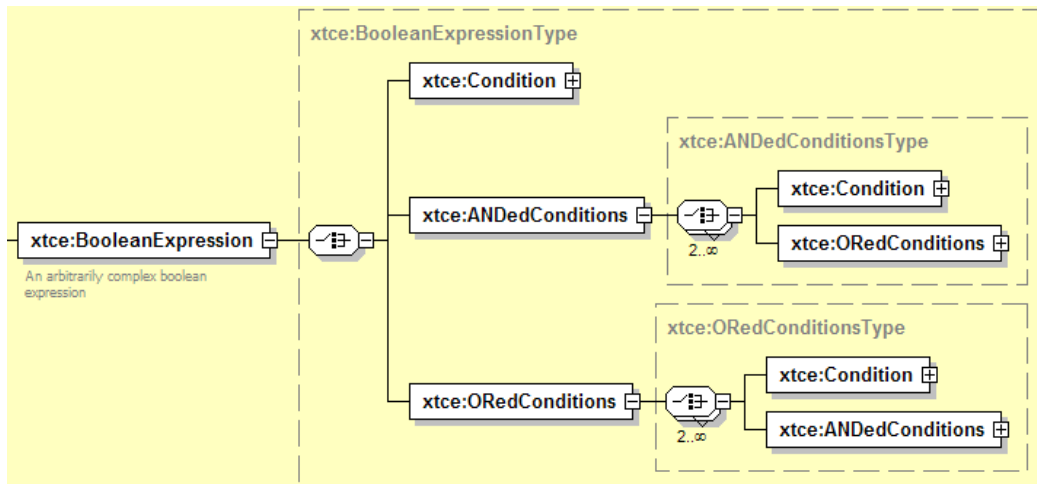 xtce:BooleanExpressionType
xtce:Condition
xtce:ANDedConditionsType
xtce:Condition
xtce:ANDedConditions
2..∞
xtce:ORedConditions
xtce:BooleanExpression
An arbitrarily complex boolean
expression
xtce:ORedConditionsType
xtce:Condition
xtce:ORedConditions
2..∞
xtce:ANDedConditions